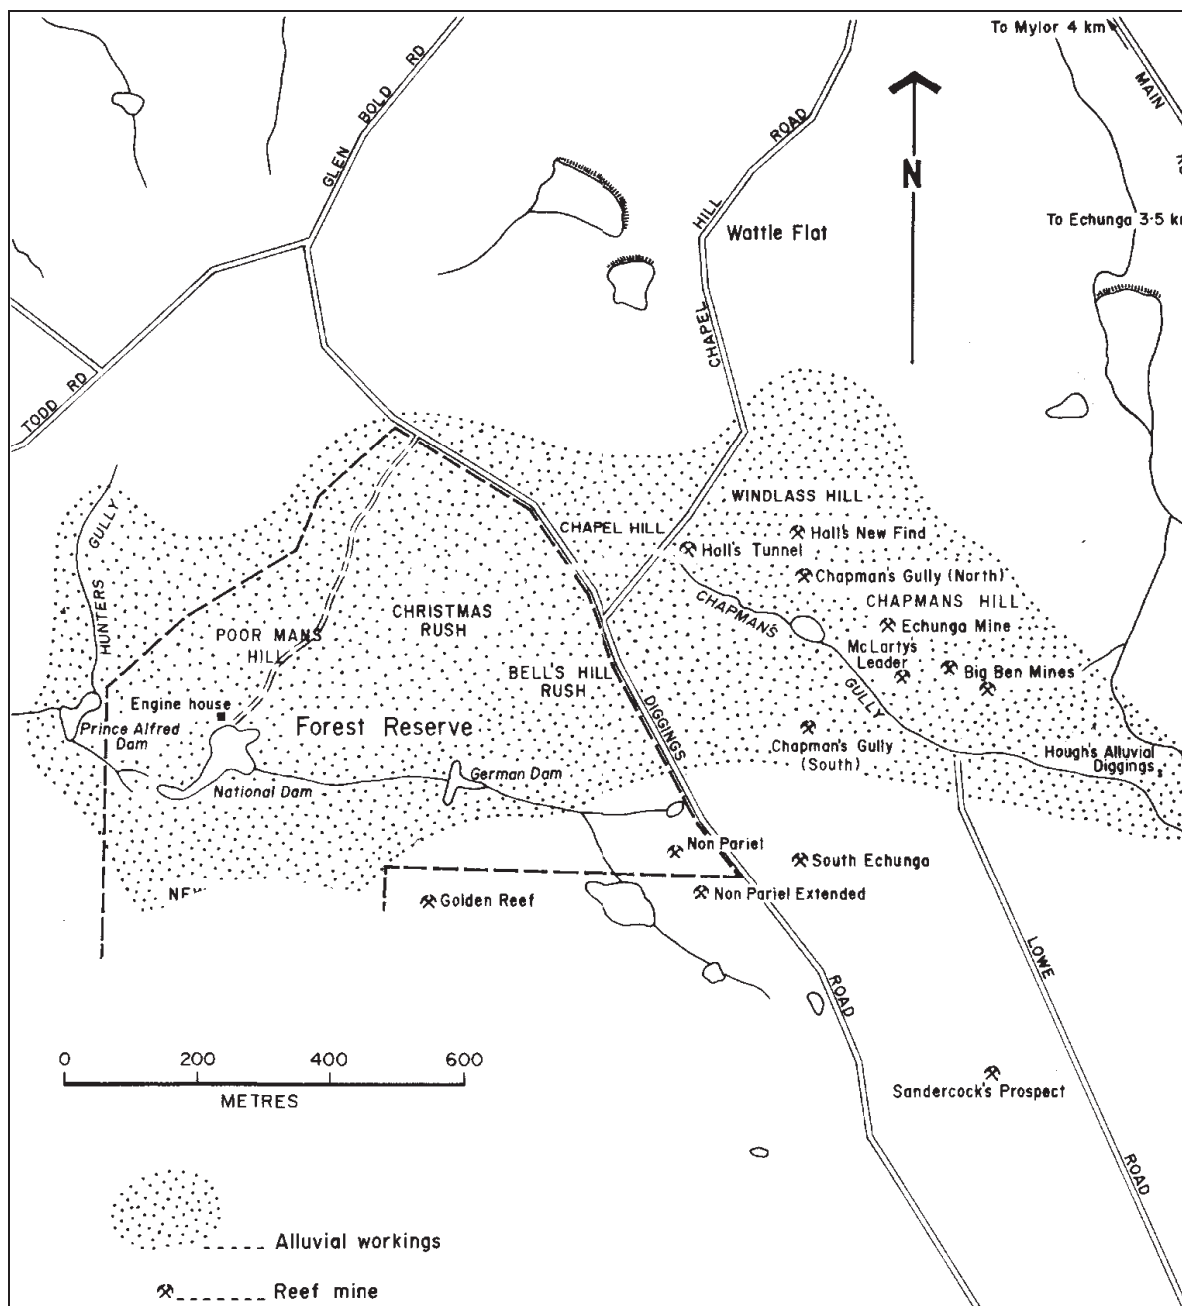 To Mylor 4 km
MAIN
GLEN BOLD RD
CHAPEL HILL ROAD
N
Wattle Flat
To Echunga 3·5 km
TODD RD
WINDLASS HILL
CHAPEL HILL
Hall's New Find
Hall's Tunnel
HUNTERS GULLY
Chapman's Gully (North)
CHAPMANS HILL
CHAPMAN'S GULLY
CHRISTMAS
RUSH
POOR MANS
HILL
Echunga Mine
McLartys
Leader
Big Ben Mines
BELL'S HILL
RUSH
Engine house
Prince Alfred
Dam
Forest Reserve
DIGGINGS ROAD
Chapman's Gully
(South)
Hough's Alluvial
Diggings
German Dam
National Dam
Non Pariel
South Echunga
Non Pariel Extended
Golden Reef
LOWE ROAD
0 200 400 600
METRES
Sandercock's Prospect
Alluvial workings
Reef mine